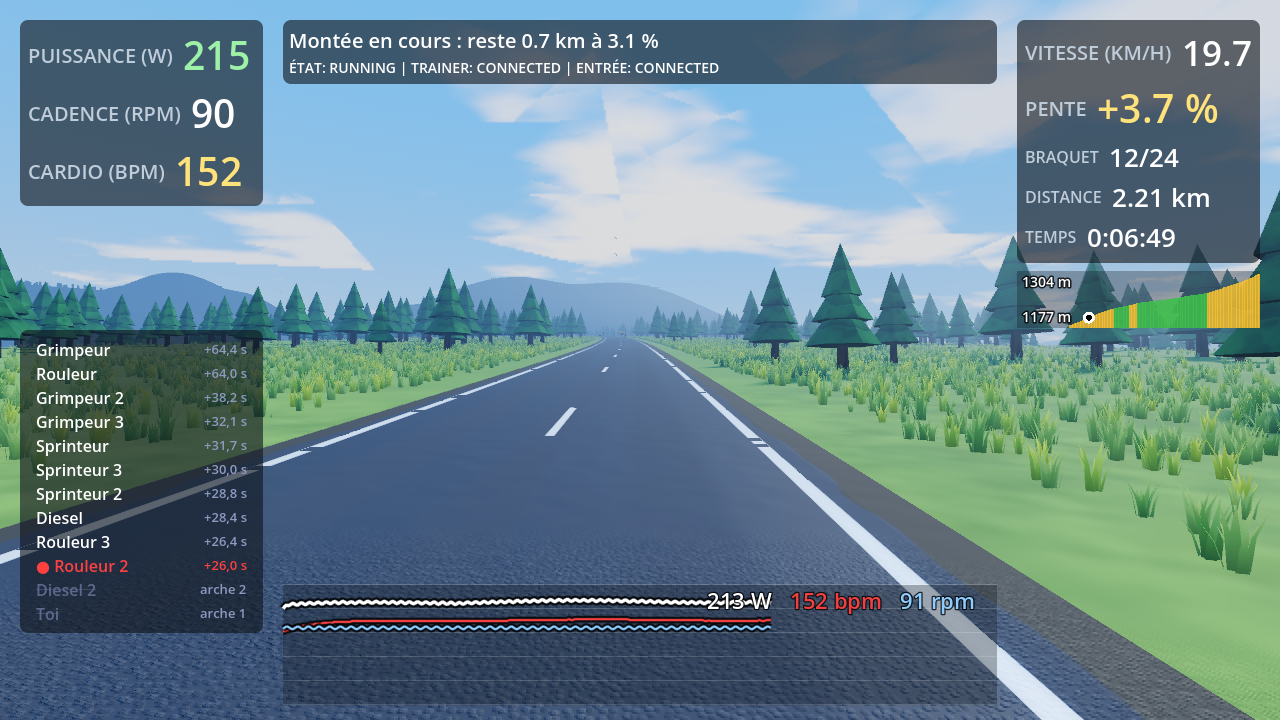 PUISSANCE (W) 215
CADENCE (RPM) 90
CARDIO (BPM) 152
Montée en cours : reste 0.7 km à 3.1 %
ÉTAT: RUNNING | TRAINER: CONNECTED | ENTRÉE: CONNECTED
VITESSE (KM/H) 19.7
PENTE +3.7 %
BRAQUET 12/24
DISTANCE 2.21 km
TEMPS 0:06:49
1304 m
1177 m
Grimpeur +64,4 s
Rouleur +64,0 s
Grimpeur 2 +38,2 s
Grimpeur 3 +32,1 s
Sprinteur +31,7 s
Sprinteur 3 +30,0 s
Sprinteur 2 +28,8 s
Diesel +28,4 s
Rouleur 3 +26,4 s
Rouleur 2 +26,0 s
Diesel 2 arche 2
Toi arche 1
213 W 152 bpm 91 rpm